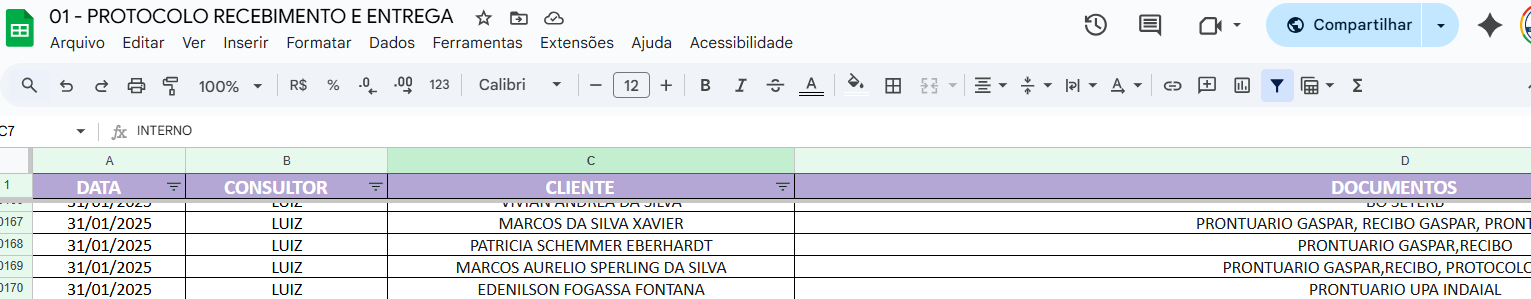 01 - PROTOCOLO RECEBIMENTO E ENTREGA
Arquivo Editar Ver Inserir Formatar Dados Ferramentas Extensões Ajuda Acessibilidade
Compartilhar
100% R$ % .0 .00 123 Calibri 12 B I S A A Σ
C7 fx INTERNO
A B C D
1 DATA CONSULTOR CLIENTE DOCUMENTOS
31/01/2025 LUIZ VIVIAN ANDREA DA SILVA
0167 31/01/2025 LUIZ MARCOS DA SILVA XAVIER PRONTUARIO GASPAR, RECIBO GASPAR, PRONT
0168 31/01/2025 LUIZ PATRICIA SCHEMMER EBERHARDT PRONTUARIO GASPAR,RECIBO
0169 31/01/2025 LUIZ MARCOS AURELIO SPERLING DA SILVA PRONTUARIO GASPAR,RECIBO, PROTOCOLO
0170 31/01/2025 LUIZ EDENILSON FOGASSA FONTANA PRONTUARIO UPA INDAIAL